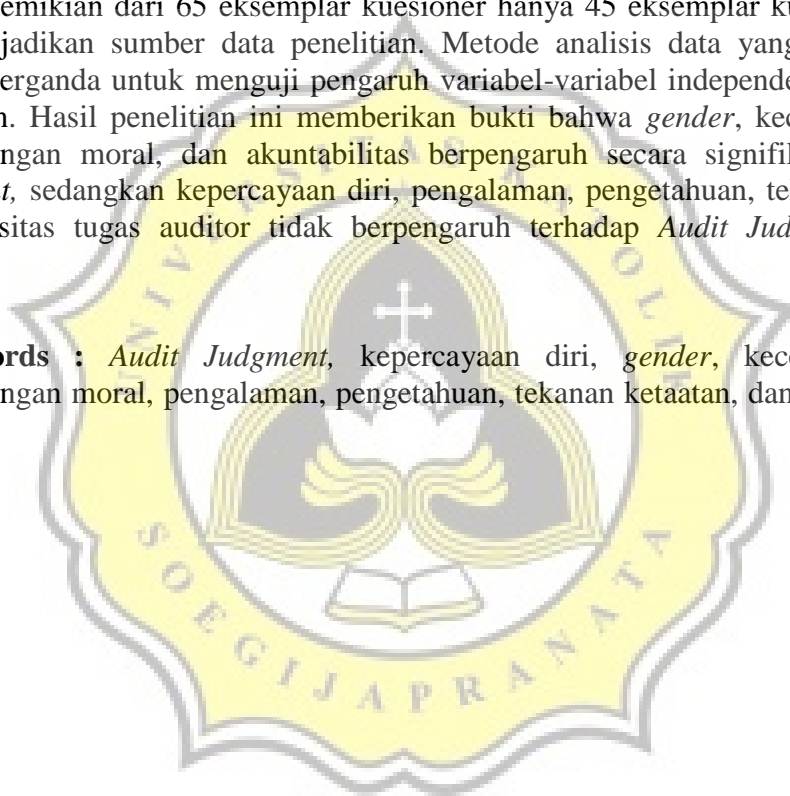 emikian dari 65 eksemplar kuesioner hanya 45 eksemplar ku
jadikan sumber data penelitian. Metode analisis data yang
erganda untuk menguji pengaruh variabel-variabel independe
Hasil penelitian ini memberikan bukti bahwa gender, kec
ngan moral, dan akuntabilitas berpengaruh secara signifi
sedangkan kepercayaan diri, pengalaman, pengetahuan, te
sitas tugas auditor tidak berpengaruh terhadap Audit Jud
ords : Audit Judgment, kepercayaan diri, gender, kec
ngan moral, pengalaman, pengetahuan, tekanan ketaatan, dan
UNIVERSITAS KATOLIK
SOEGIJAPRANATA